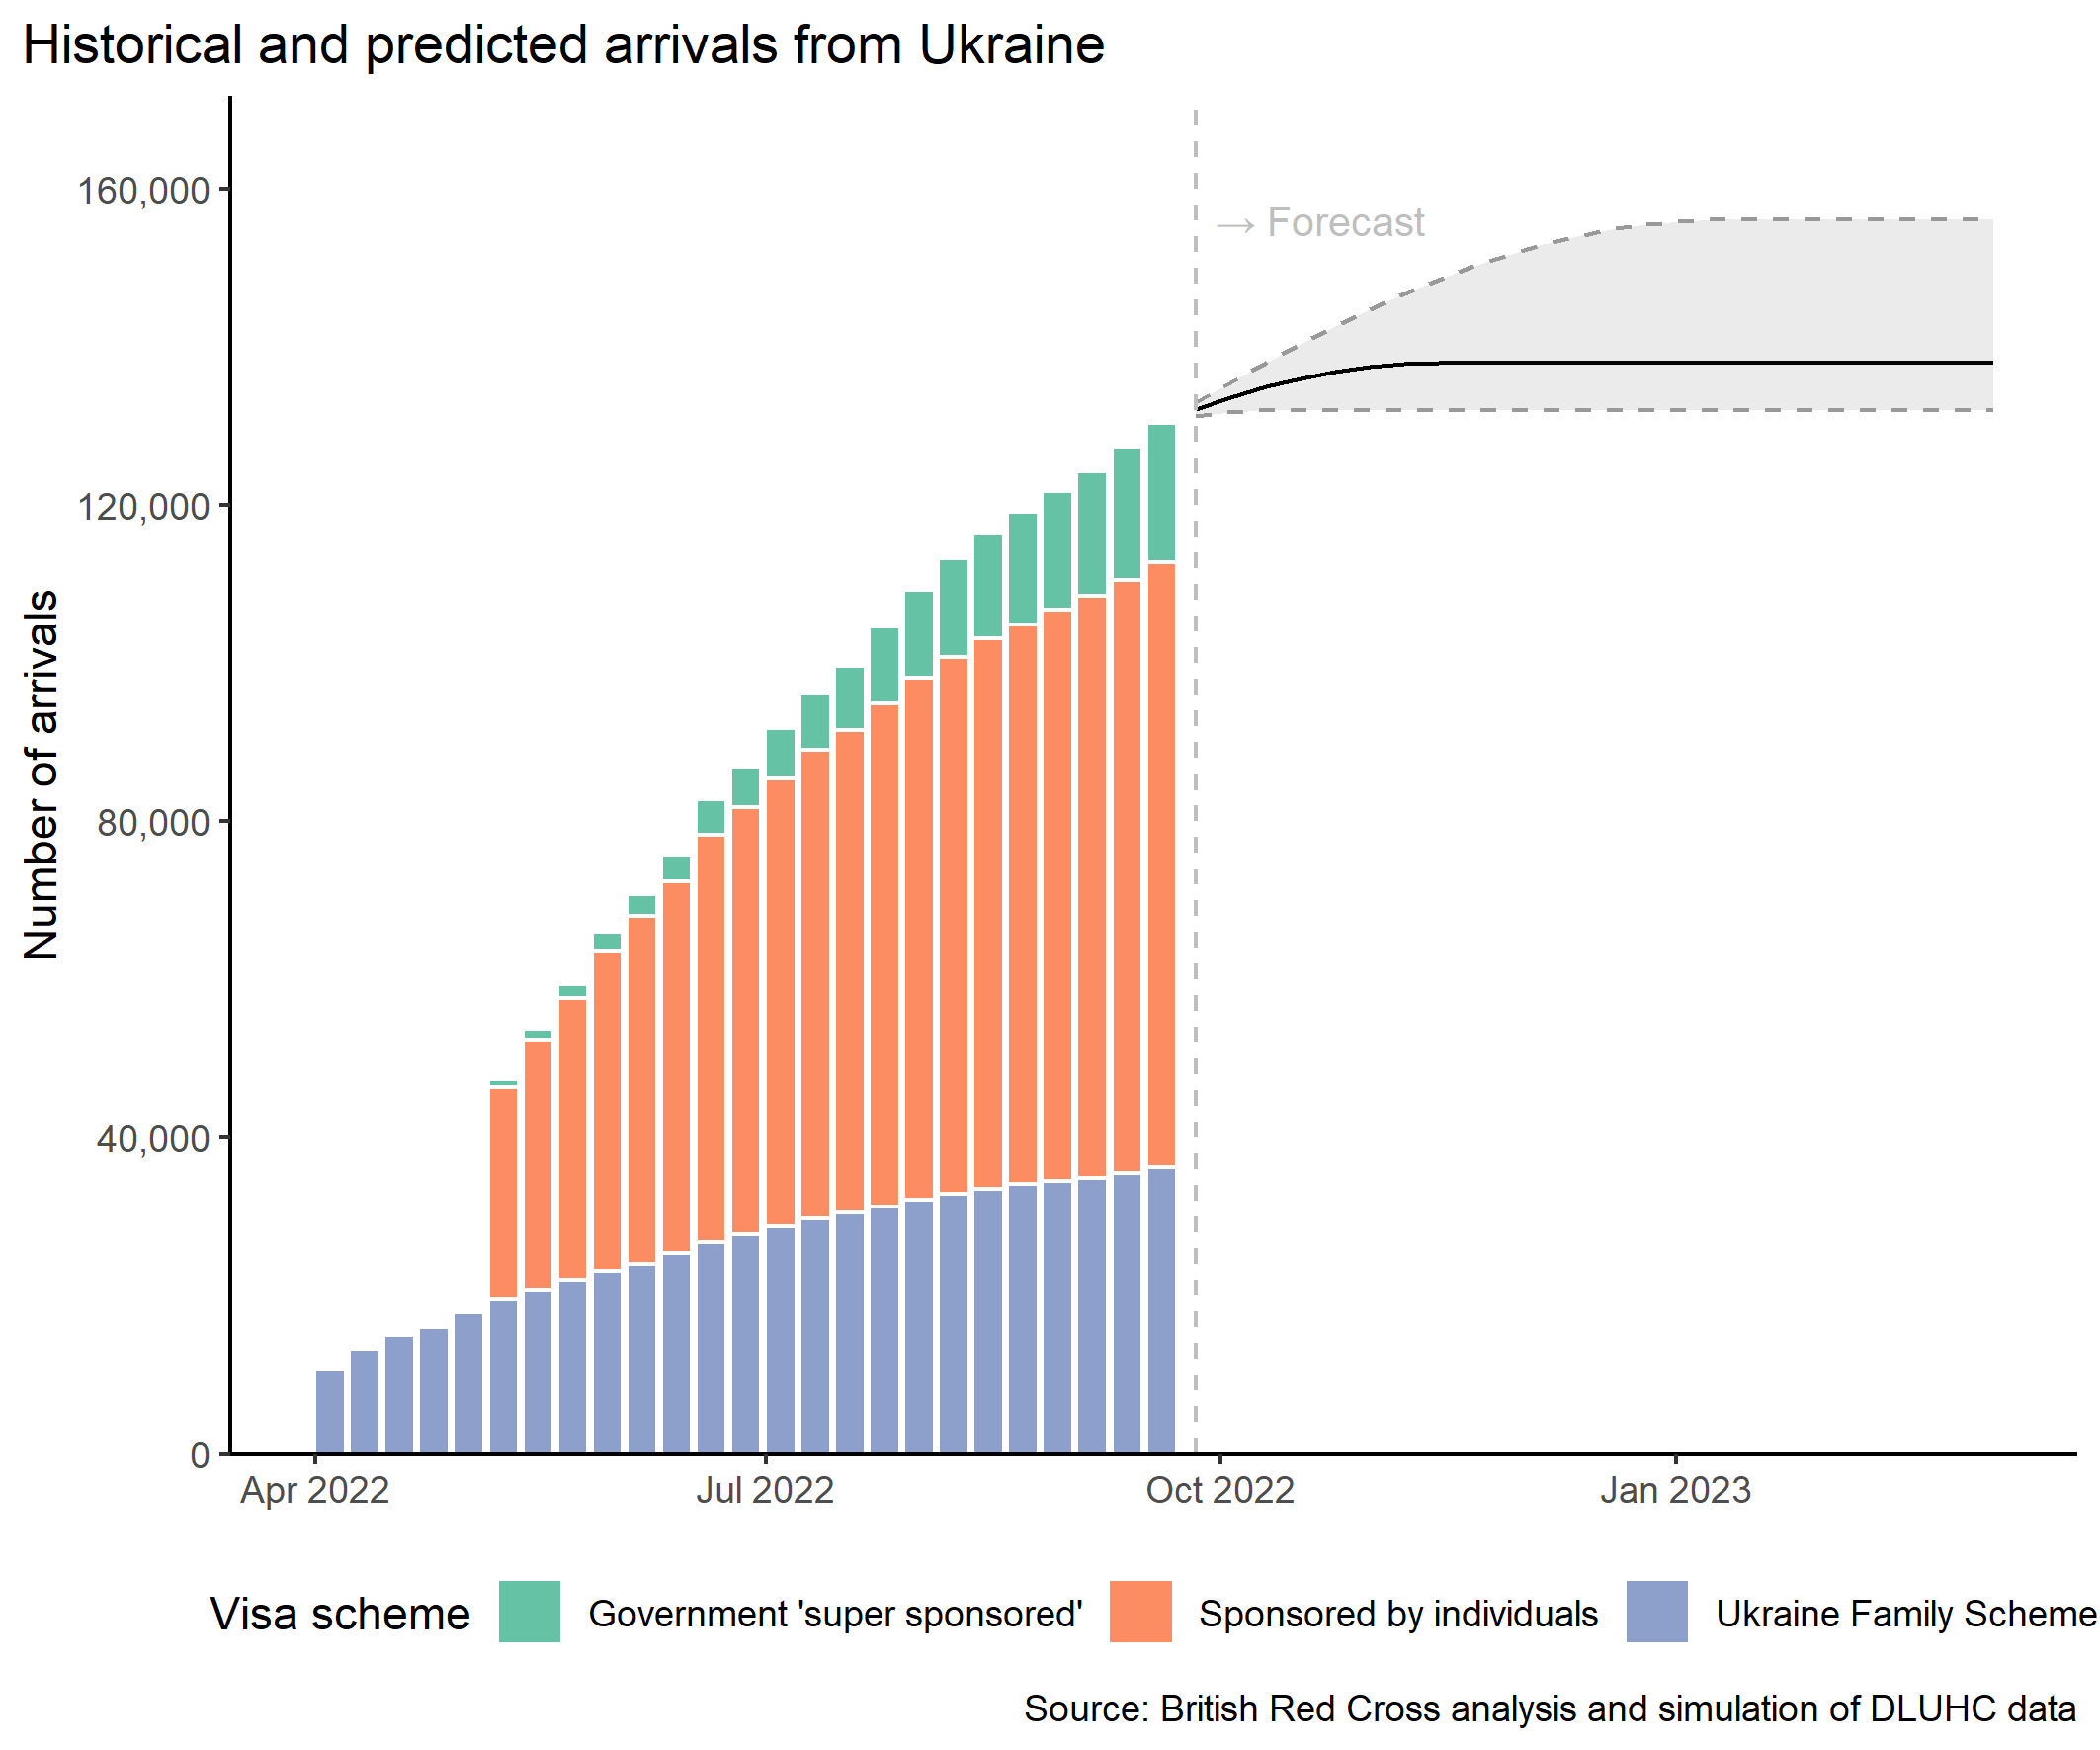 Historical and predicted arrivals from Ukraine
Number of arrivals
160,000
120,000
80,000
40,000
0
→ Forecast
Apr 2022
Jul 2022
Oct 2022
Jan 2023
Visa scheme
Government 'super sponsored'
Sponsored by individuals
Ukraine Family Scheme
Source: British Red Cross analysis and simulation of DLUHC data